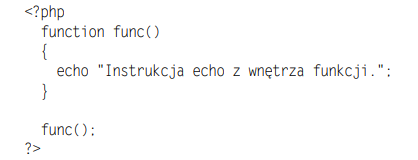 <?php
function func()
{
echo "Instrukcja echo z wnętrza funkcji.";
}
func();
?>